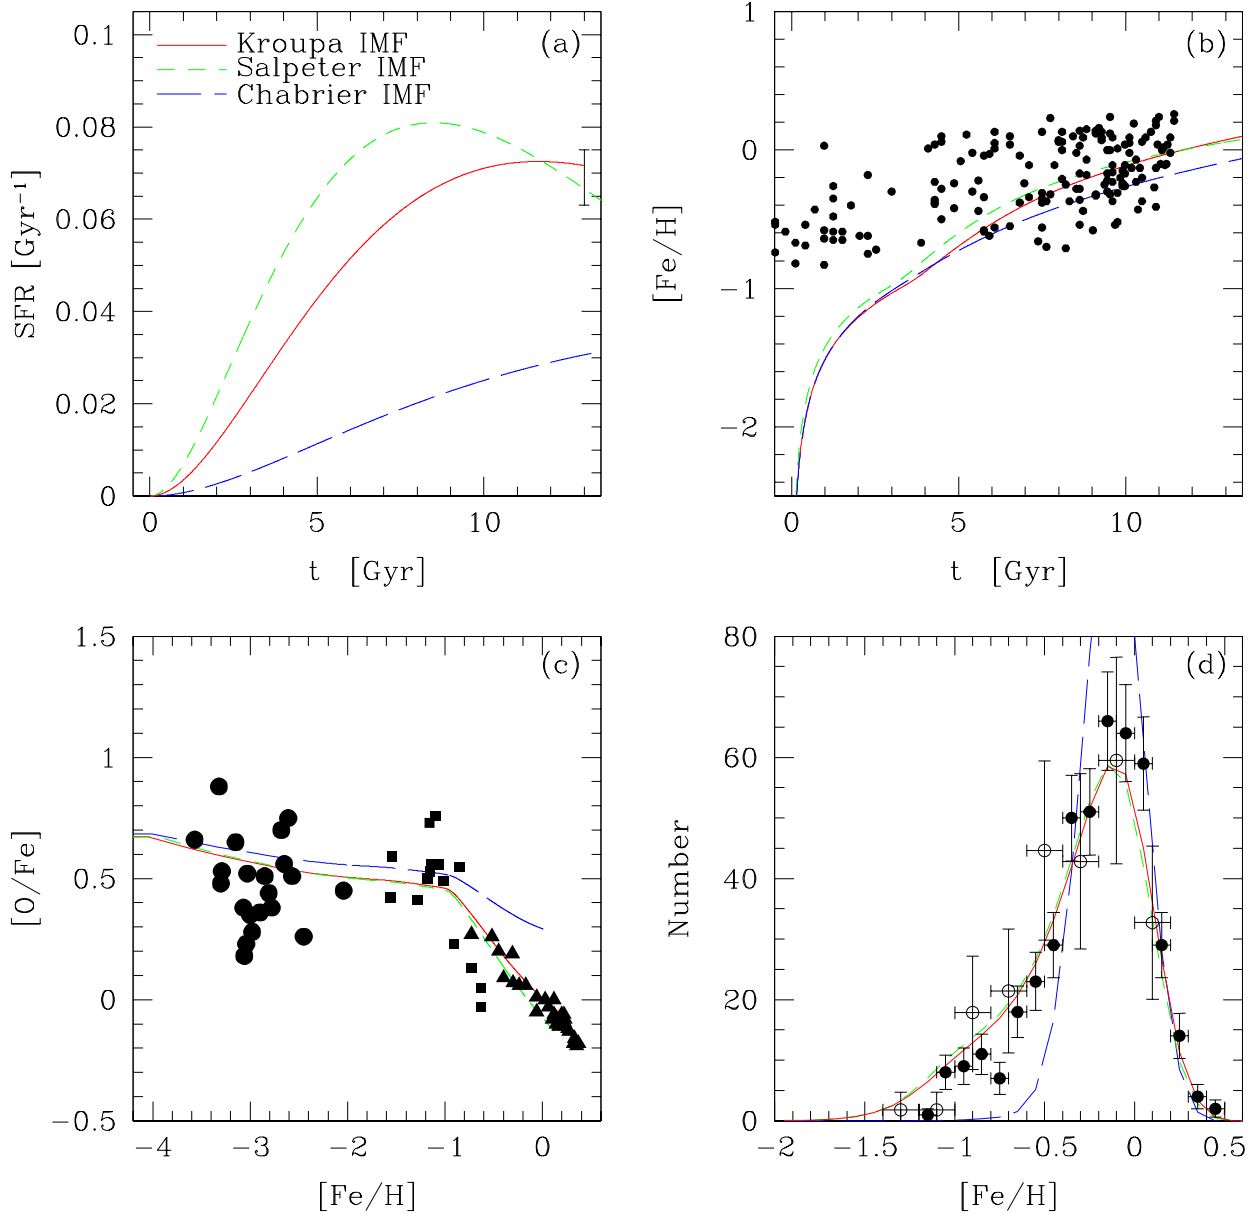 (a)
Kroupa IMF
Salpeter IMF
Chabrier IMF
0.1
0.08
0.06
0.04
0.02
0
SFR [Gyr⁻¹]
0
5
10
t [Gyr]
(b)
1
0
−1
−2
[Fe/H]
0
5
10
t [Gyr]
(c)
1.5
1
0.5
0
−0.5
[O/Fe]
−4
−3
−2
−1
0
[Fe/H]
(d)
80
60
40
20
0
Number
−2
−1.5
−1
−0.5
0
0.5
[Fe/H]